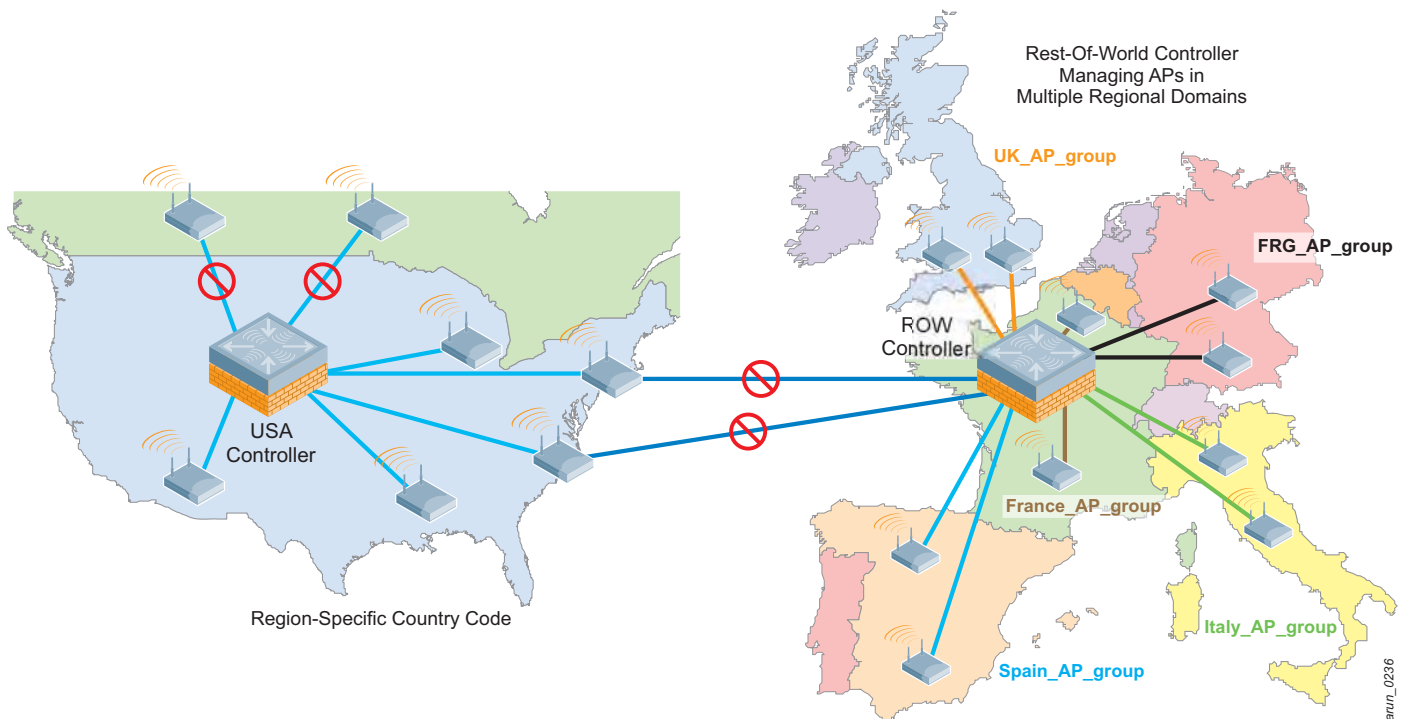 Rest-Of-World Controller
Managing APs in
Multiple Regional Domains
UK_AP_group
FRG_AP_group
ROW
Controller
USA
Controller
France_AP_group
Region-Specific Country Code
Italy_AP_group
Spain_AP_group
arun_0236